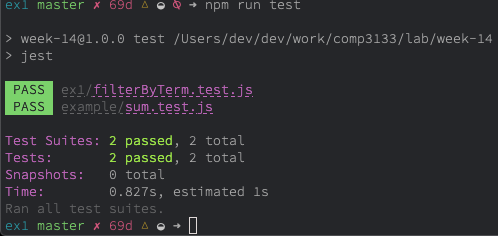 ex1 master ✗ 69d △ ◒ ⍉ ➜ npm run test
> week-14@1.0.0 test /Users/dev/dev/work/comp3133/lab/week-14
> jest
PASS ex1/filterByTerm.test.js
PASS example/sum.test.js
Test Suites: 2 passed, 2 total
Tests: 2 passed, 2 total
Snapshots: 0 total
Time: 0.827s, estimated 1s
Ran all test suites.
ex1 master ✗ 69d △ ◒ ➜